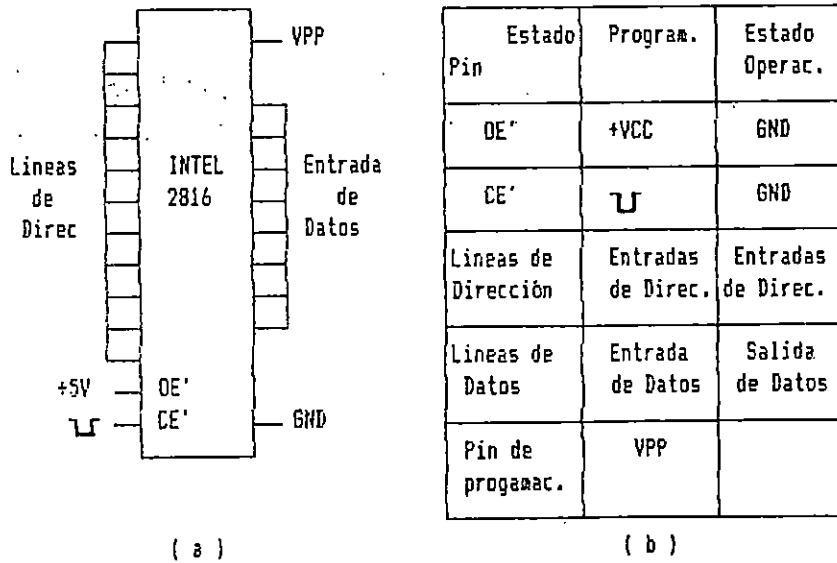 VPP
Lineas
de
Direc
INTEL
2816
Entrada
de
Datos
+5V
OE'
CE'
GND
( a )
Estado
Pin
Program.
Estado
Operac.
OE'
+VCC
GND
CE'
GND
Lineas de
Dirección
Entradas
de Direc.
Entradas
de Direc.
Lineas de
Datos
Entrada
de Datos
Salida
de Datos
Pin de
progamac.
VPP
( b )